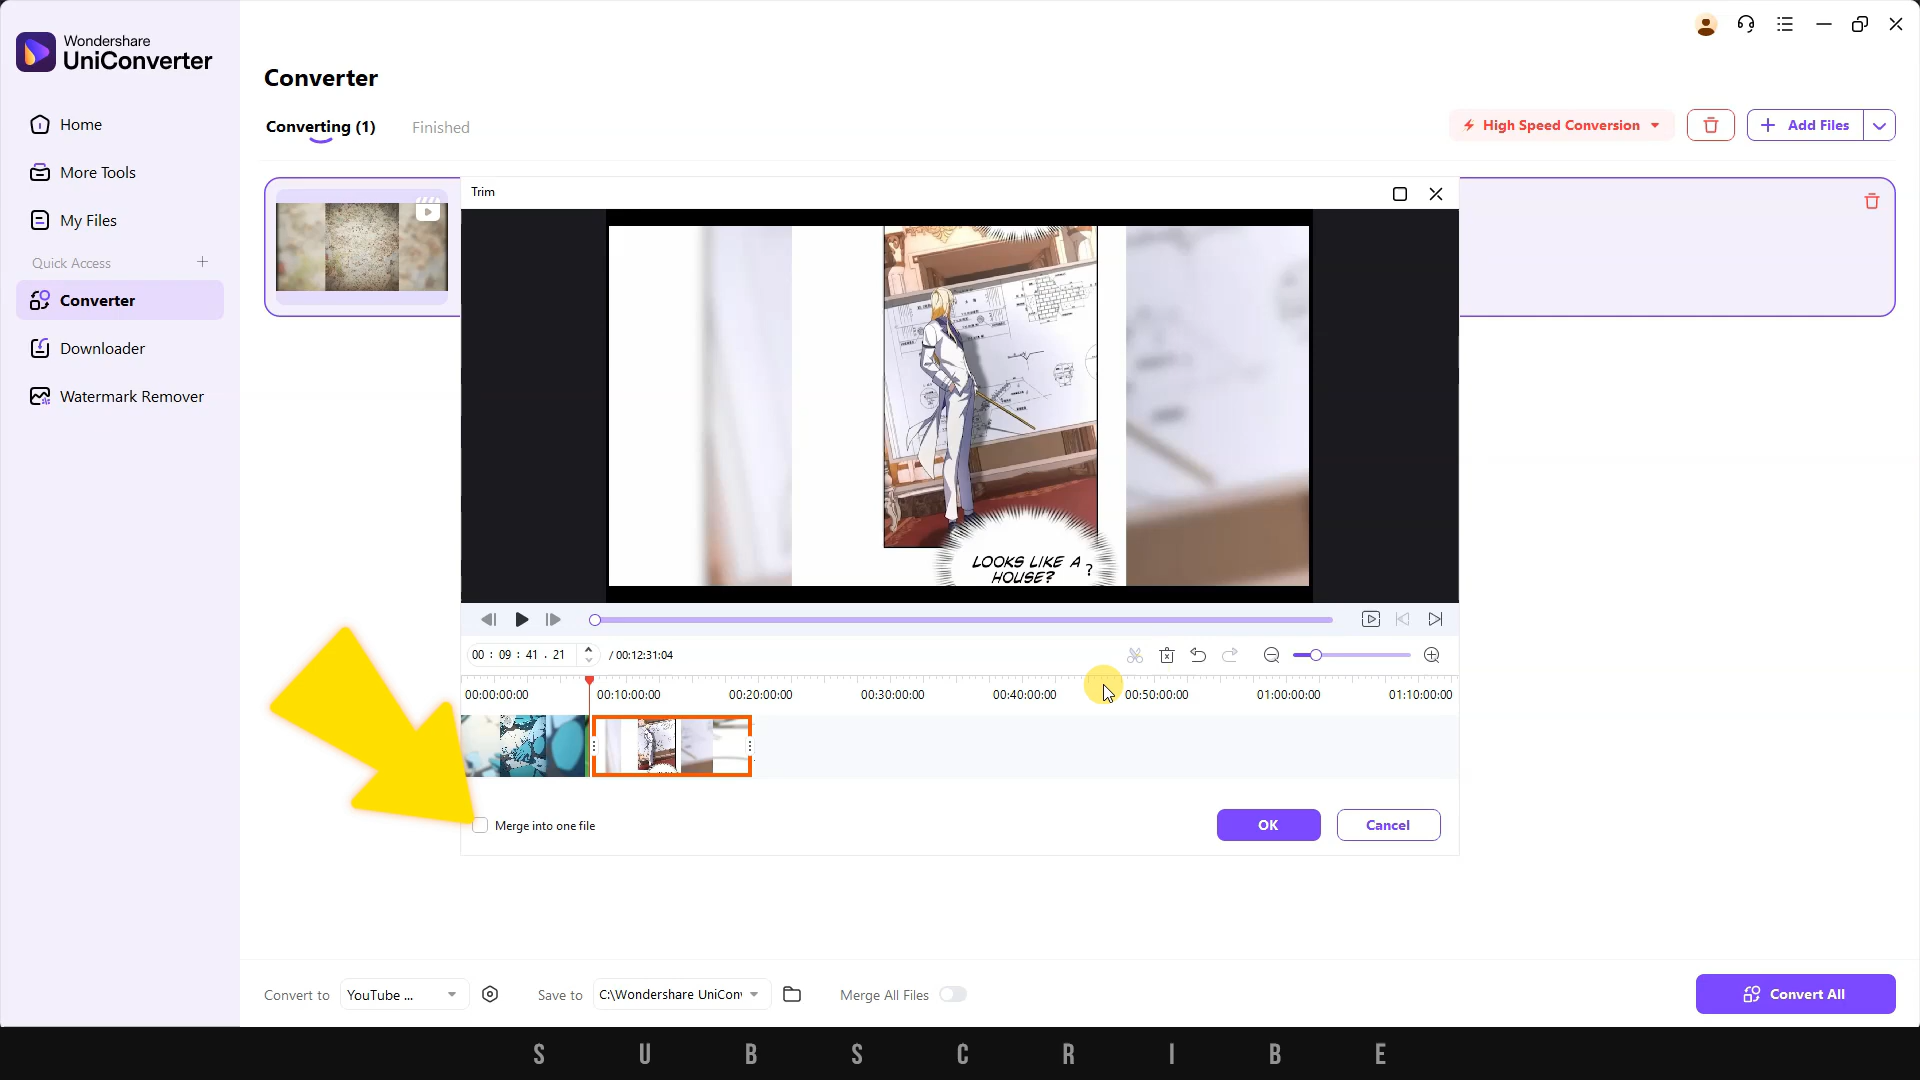 Wondershare
UniConverter
Home
More Tools
My Files
Quick Access
Converter
Downloader
Watermark Remover
Converter
Converting (1)
Finished
High Speed Conversion
Add Files
Trim
LOOKS LIKE A
HOUSE?
?
00 : 09 : 41 . 21
/ 00:12:31:04
00:00:00:00
00:10:00:00
00:20:00:00
00:30:00:00
00:40:00:00
00:50:00:00
01:00:00:00
01:10:00:00
Merge into one file
OK
Cancel
Convert to
YouTube ...
Save to
C:\Wondershare UniCon
Merge All Files
Convert All
S U B S C R I B E